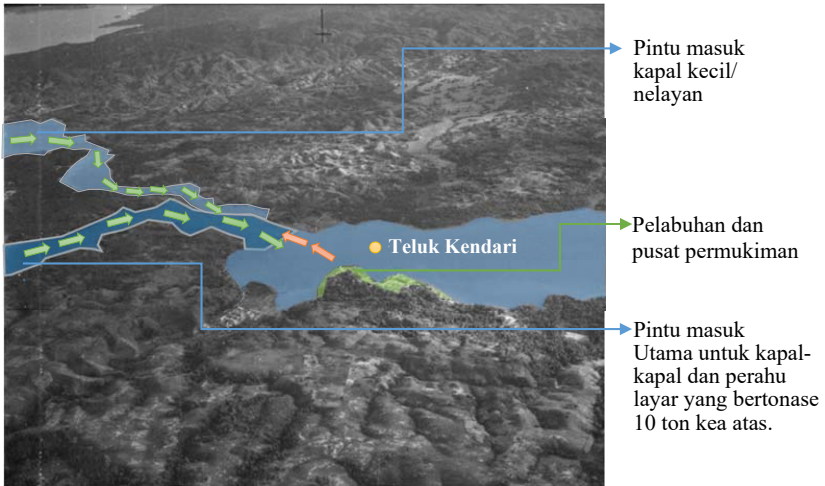 Pintu masuk
kapal kecil/
nelayan
Teluk Kendari
Pelabuhan dan
pusat permukiman
Pintu masuk
Utama untuk kapal-
kapal dan perahu
layar yang bertonase
10 ton kea atas.